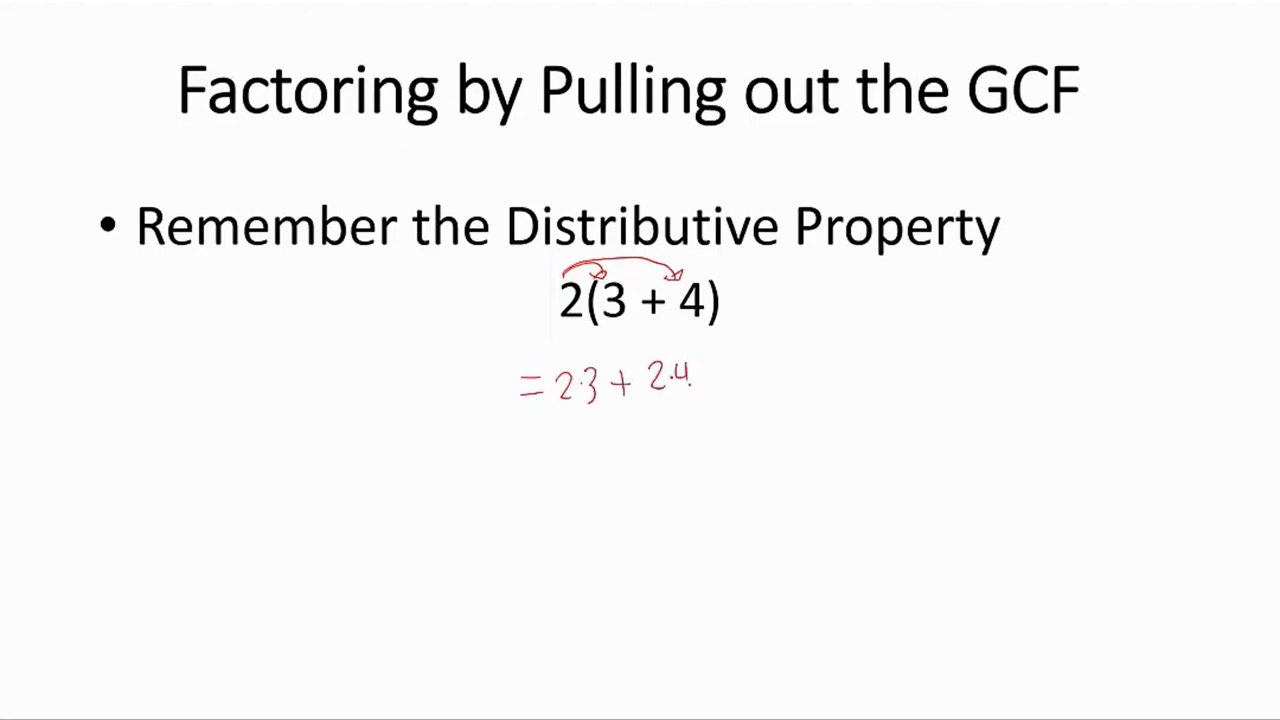 Factoring by Pulling out the GCF
• Remember the Distributive Property
2(3 + 4)
= 2·3 + 2·4